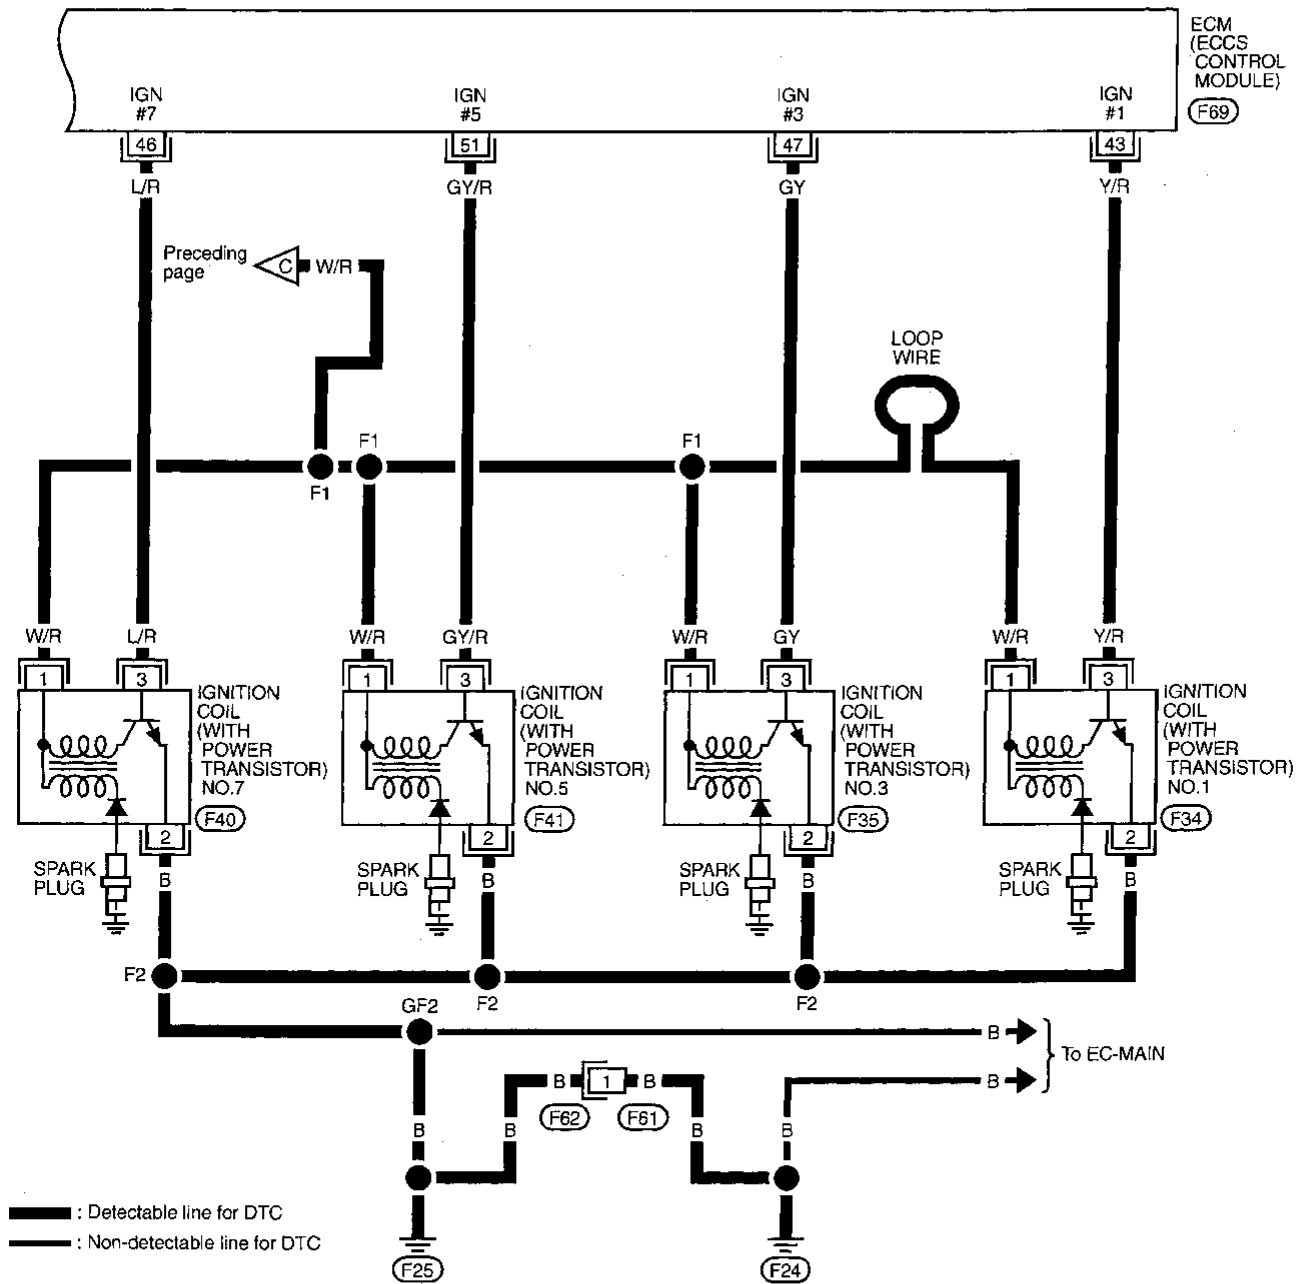 ECM
(ECCS
CONTROL
MODULE)
F69
IGN
#7
IGN
#5
IGN
#3
IGN
#1
46
51
47
43
L/R
GY/R
GY
Y/R
Preceding
page
C
W/R
LOOP
WIRE
F1
F1
F1
W/R
L/R
W/R
GY/R
W/R
GY
W/R
Y/R
1
3
1
3
1
3
1
3
IGNITION
COIL
(WITH
POWER
TRANSISTOR)
NO.7
F40
IGNITION
COIL
(WITH
POWER
TRANSISTOR)
NO.5
F41
IGNITION
COIL
(WITH
POWER
TRANSISTOR)
NO.3
F35
IGNITION
COIL
(WITH
POWER
TRANSISTOR)
NO.1
F34
2
2
2
2
SPARK
PLUG
B
SPARK
PLUG
B
SPARK
PLUG
B
SPARK
PLUG
B
F2
F2
F2
GF2
B
To EC-MAIN
B
1
B
B
F62
F61
B
B
B
B
: Detectable line for DTC
: Non-detectable line for DTC
F25
F24